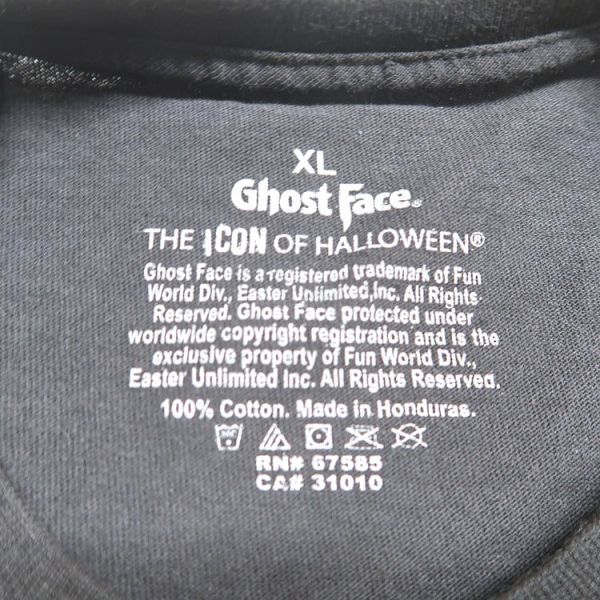 XL
Ghost Face®
THE ICON OF HALLOWEEN®
Ghost Face is a registered trademark of Fun
World Div., Easter Unlimited,Inc. All Rights
Reserved. Ghost Face protected under
worldwide copyright registration and is the
exclusive property of Fun World Div.,
Easter Unlimited Inc. All Rights Reserved.
100% Cotton. Made in Honduras.
RN# 67585
CA# 31010